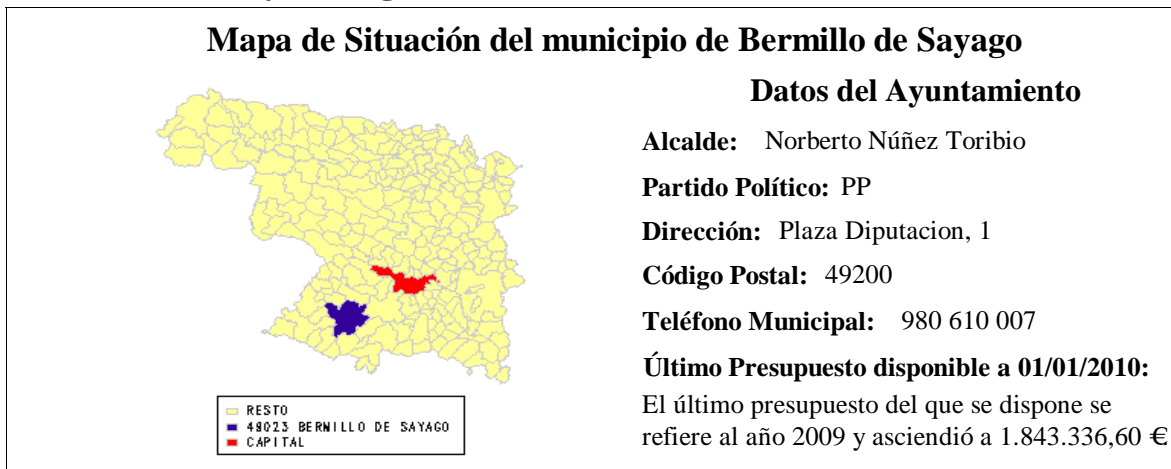 Mapa de Situación del municipio de Bermillo de Sayago
Datos del Ayuntamiento
Alcalde: Norberto Núñez Toribio
Partido Político: PP
Dirección: Plaza Diputacion, 1
Código Postal: 49200
Teléfono Municipal: 980 610 007
Último Presupuesto disponible a 01/01/2010:
El último presupuesto del que se dispone se
refiere al año 2009 y asciendió a 1.843.336,60 €
RESTO
49023 BERMILLO DE SAYAGO
CAPITAL